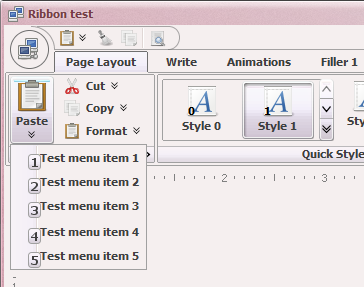 Ribbon test
Page Layout Write Animations Filler 1
Paste
Cut
Copy
Format
0 Style 0
1 Style 1
Quick Style
1 Test menu item 1
2 Test menu item 2
3 Test menu item 3
4 Test menu item 4
5 Test menu item 5
2 3